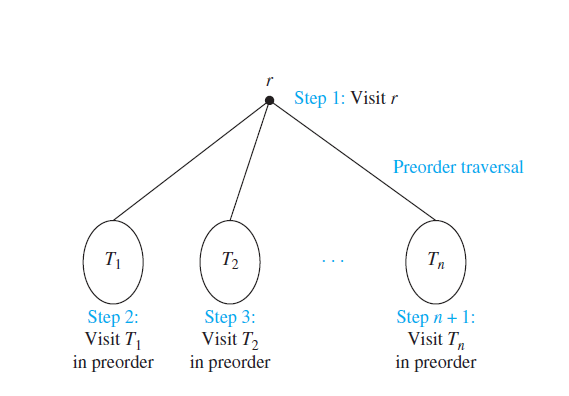 r
Step 1: Visit r
Preorder traversal
T1
T2
. . .
Tn
Step 2:
Visit T1
in preorder
Step 3:
Visit T2
in preorder
Step n + 1:
Visit Tn
in preorder